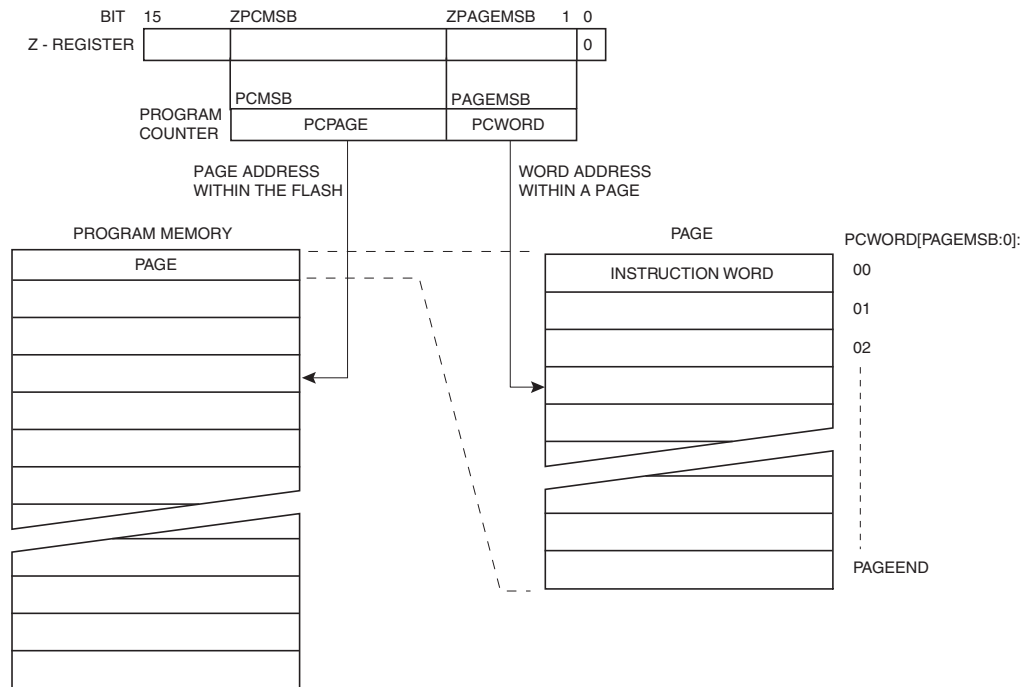 BIT 15 ZPCMSB ZPAGEMSB 1 0
Z - REGISTER 0
PCMSB PAGEMSB
PROGRAM
COUNTER
PCPAGE PCWORD
PAGE ADDRESS
WITHIN THE FLASH
WORD ADDRESS
WITHIN A PAGE
PROGRAM MEMORY
PAGE
PAGE
INSTRUCTION WORD
PCWORD[PAGEMSB:0]:
00
01
02
PAGEEND